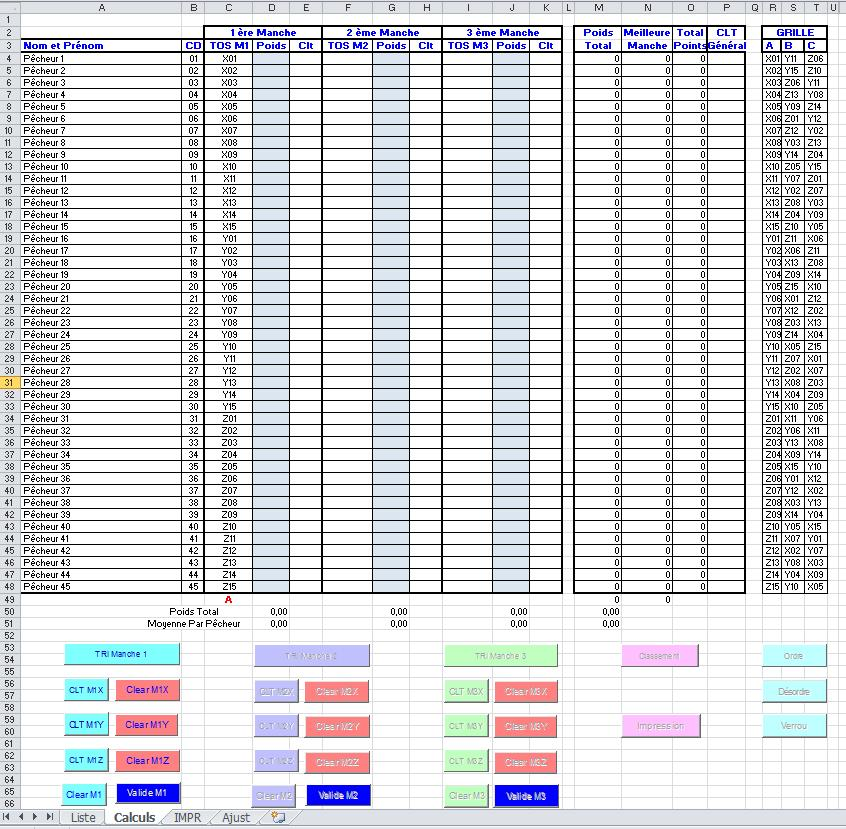 A B C D E F G H I J K L M N O P Q R S T U
1
2 1 ère Manche 2 ème Manche 3 ème Manche Poids Meilleure Total CLT GRILLE
3 Nom et Prénom CD TOS M1 Poids Clt TOS M2 Poids Clt TOS M3 Poids Clt Total Manche Points Général A B C
4 Pêcheur 1 01 X01 0 0 0 X01 Y11 Z06
5 Pêcheur 2 02 X02 0 0 0 X02 Y15 Z10
6 Pêcheur 3 03 X03 0 0 0 X03 Z06 Y11
7 Pêcheur 4 04 X04 0 0 0 X04 Z13 Y08
8 Pêcheur 5 05 X05 0 0 0 X05 Y09 Z14
9 Pêcheur 6 06 X06 0 0 0 X06 Z01 Y12
10 Pêcheur 7 07 X07 0 0 0 X07 Z12 Y02
11 Pêcheur 8 08 X08 0 0 0 X08 Y03 Z13
12 Pêcheur 9 09 X09 0 0 0 X09 Y14 Z04
13 Pêcheur 10 10 X10 0 0 0 X10 Z05 Y15
14 Pêcheur 11 11 X11 0 0 0 X11 Y07 Z01
15 Pêcheur 12 12 X12 0 0 0 X12 Y02 Z07
16 Pêcheur 13 13 X13 0 0 0 X13 Z08 Y03
17 Pêcheur 14 14 X14 0 0 0 X14 Z04 Y09
18 Pêcheur 15 15 X15 0 0 0 X15 Z10 Y05
19 Pêcheur 16 16 Y01 0 0 0 Y01 Z11 X06
20 Pêcheur 17 17 Y02 0 0 0 Y02 X06 Z11
21 Pêcheur 18 18 Y03 0 0 0 Y03 X13 Z08
22 Pêcheur 19 19 Y04 0 0 0 Y04 Z09 X14
23 Pêcheur 20 20 Y05 0 0 0 Y05 Z15 X10
24 Pêcheur 21 21 Y06 0 0 0 Y06 X01 Z12
25 Pêcheur 22 22 Y07 0 0 0 Y07 X12 Z02
26 Pêcheur 23 23 Y08 0 0 0 Y08 Z03 X13
27 Pêcheur 24 24 Y09 0 0 0 Y09 Z14 X04
28 Pêcheur 25 25 Y10 0 0 0 Y10 X05 Z15
29 Pêcheur 26 26 Y11 0 0 0 Y11 Z07 X01
30 Pêcheur 27 27 Y12 0 0 0 Y12 Z02 X07
31 Pêcheur 28 28 Y13 0 0 0 Y13 X08 Z03
32 Pêcheur 29 29 Y14 0 0 0 Y14 X04 Z09
33 Pêcheur 30 30 Y15 0 0 0 Y15 X10 Z05
34 Pêcheur 31 31 Z01 0 0 0 Z01 X11 Y06
35 Pêcheur 32 32 Z02 0 0 0 Z02 Y06 X11
36 Pêcheur 33 33 Z03 0 0 0 Z03 Y13 X08
37 Pêcheur 34 34 Z04 0 0 0 Z04 X09 Y14
38 Pêcheur 35 35 Z05 0 0 0 Z05 X15 Y10
39 Pêcheur 36 36 Z06 0 0 0 Z06 Y01 X12
40 Pêcheur 37 37 Z07 0 0 0 Z07 Y12 X02
41 Pêcheur 38 38 Z08 0 0 0 Z08 X03 Y13
42 Pêcheur 39 39 Z09 0 0 0 Z09 X14 Y04
43 Pêcheur 40 40 Z10 0 0 0 Z10 Y05 X15
44 Pêcheur 41 41 Z11 0 0 0 Z11 X07 Y01
45 Pêcheur 42 42 Z12 0 0 0 Z12 X02 Y07
46 Pêcheur 43 43 Z13 0 0 0 Z13 Y08 X03
47 Pêcheur 44 44 Z14 0 0 0 Z14 Y04 X09
48 Pêcheur 45 45 Z15 0 0 0 Z15 Y10 X05
49 A 0 0
50 Poids Total 0,00 0,00 0,00 0,00
51 Moyenne Par Pêcheur 0,00 0,00 0,00 0,00
52
53 TRI Manche 1 TRI Manche 2 TRI Manche 3 Classement Ordre
54
55
56 CLT M1X Clear M1X CLT M2X Clear M2X CLT M3X Clear M3X Désordre
57
58
59 CLT M1Y Clear M1Y CLT M2Y Clear M2Y CLT M3Y Clear M3Y Impression Verrou
60
61
62 CLT M1Z Clear M1Z CLT M2Z Clear M2Z CLT M3Z Clear M3Z
63
64
65 Clear M1 Valide M1 Clear M2 Valide M2 Clear M3 Valide M3
66
Liste Calculs IMPR Ajust